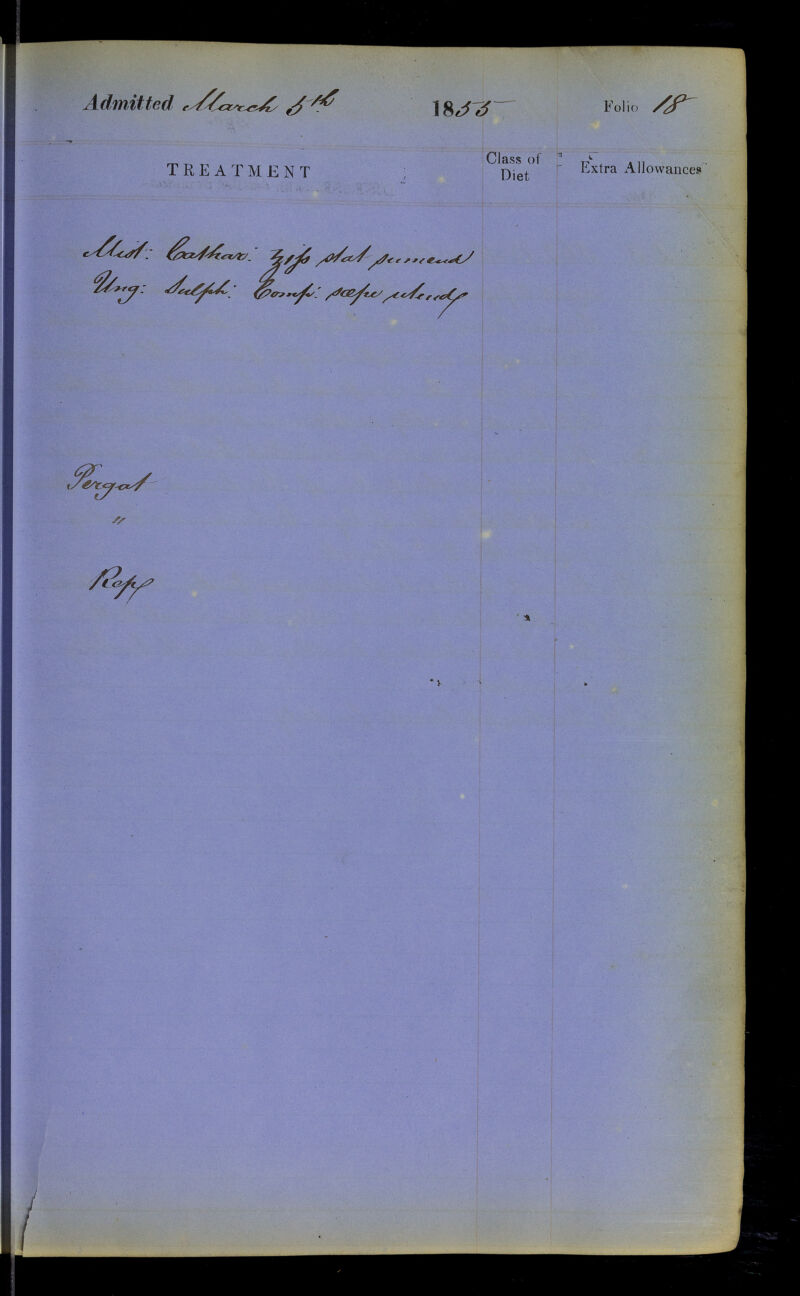 Admitted March 5th 1855 Folio 18
TREATMENT Class of Diet Extra Allowances
Mist: Cathar: ℥iſs stat sumend
Ung: Sulph: Comp: sæpe utend
Pergat
"
Rep